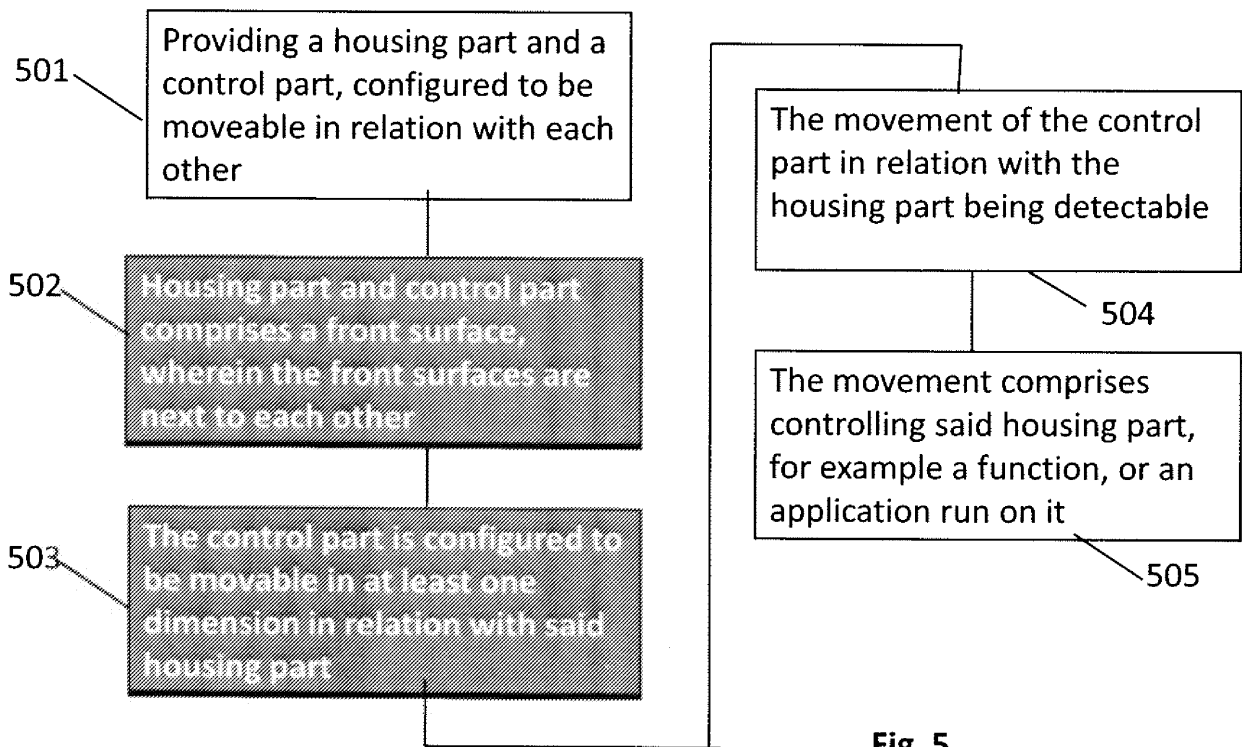 501
Providing a housing part and a
control part, configured to be
moveable in relation with each
other
502
Housing part and control part
comprises a front surface,
wherein the front surfaces are
next to each other
503
The control part is configured to
be movable in at least one
dimension in relation with said
housing part
The movement of the control
part in relation with the
housing part being detectable
504
The movement comprises
controlling said housing part,
for example a function, or an
application run on it
505
Fig. 5